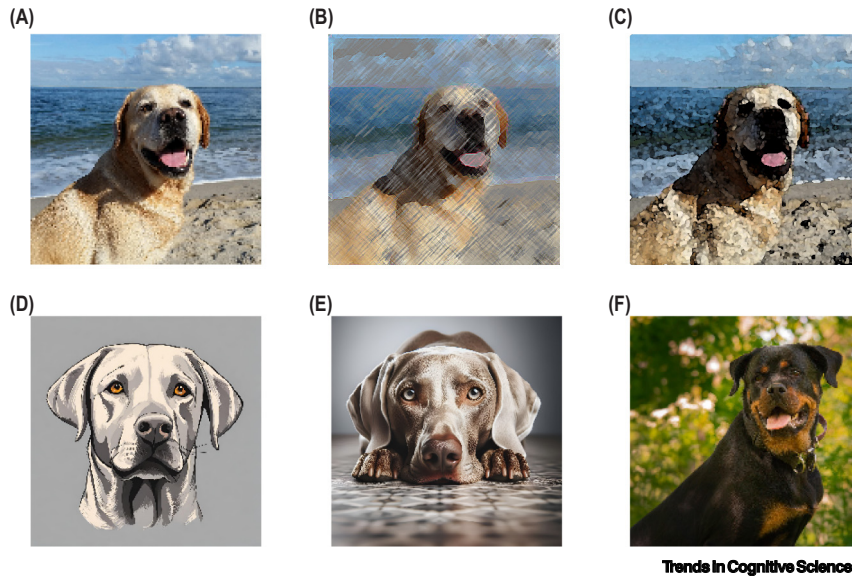 (A)
(B)
(C)
(D)
(E)
(F)
Trends in Cognitive Science